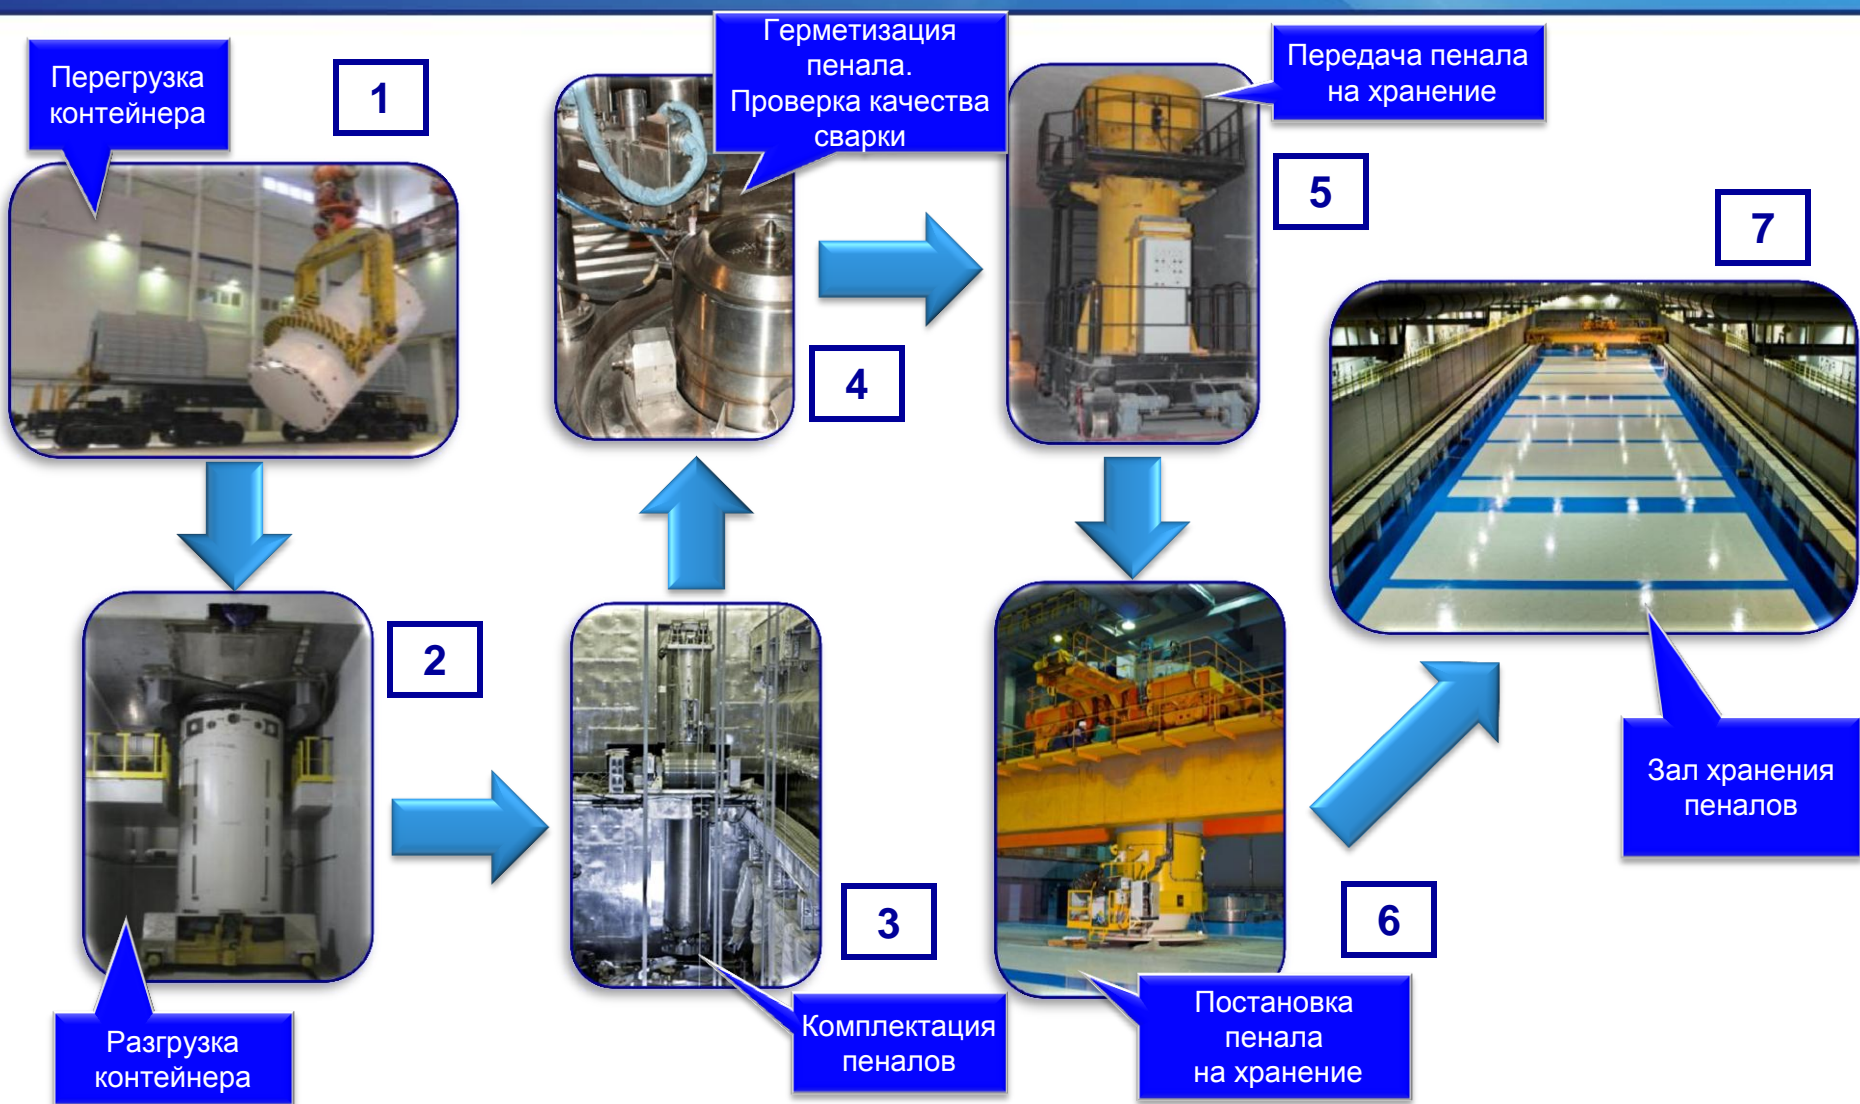 Перегрузка
контейнера
1
Разгрузка
контейнера
2
Комплектация
пеналов
3
Герметизация
пенала.
Проверка качества
сварки
4
Передача пенала
на хранение
5
Постановка
пенала
на хранение
6
Зал хранения
пеналов
7